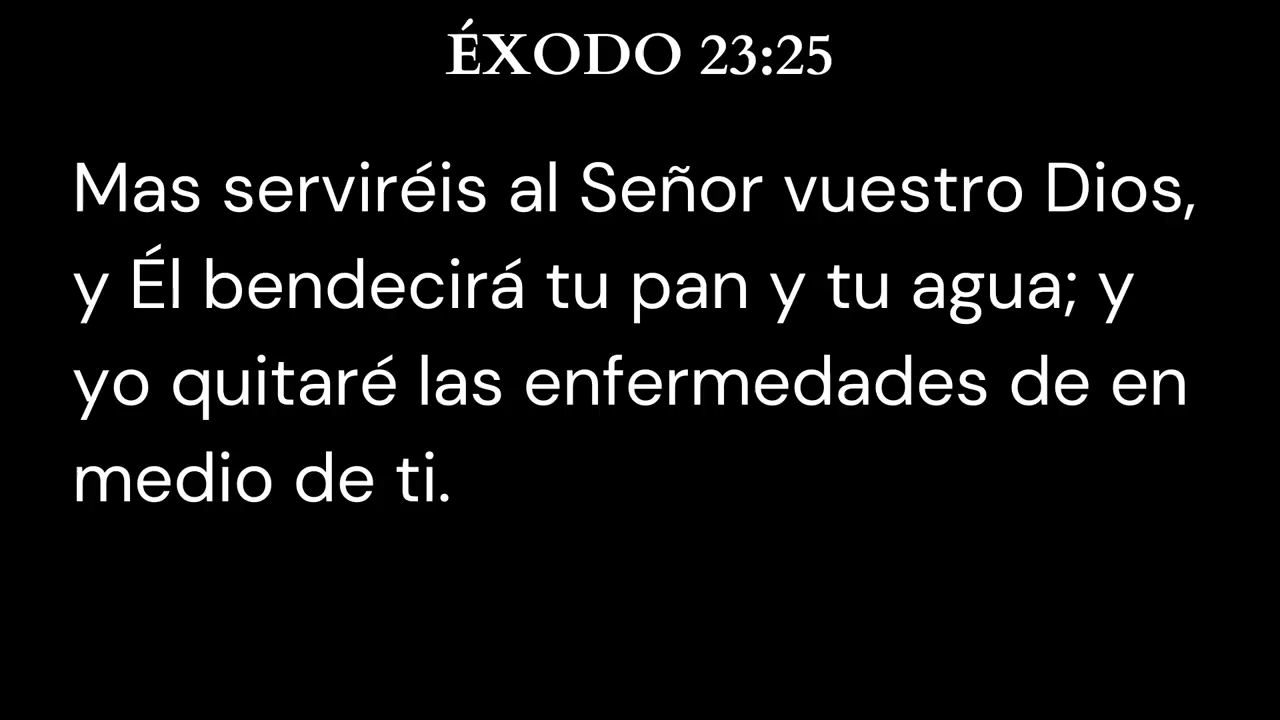 ÉXODO 23:25
Mas serviréis al Señor vuestro Dios,
y Él bendecirá tu pan y tu agua; y
yo quitaré las enfermedades de en
medio de ti.